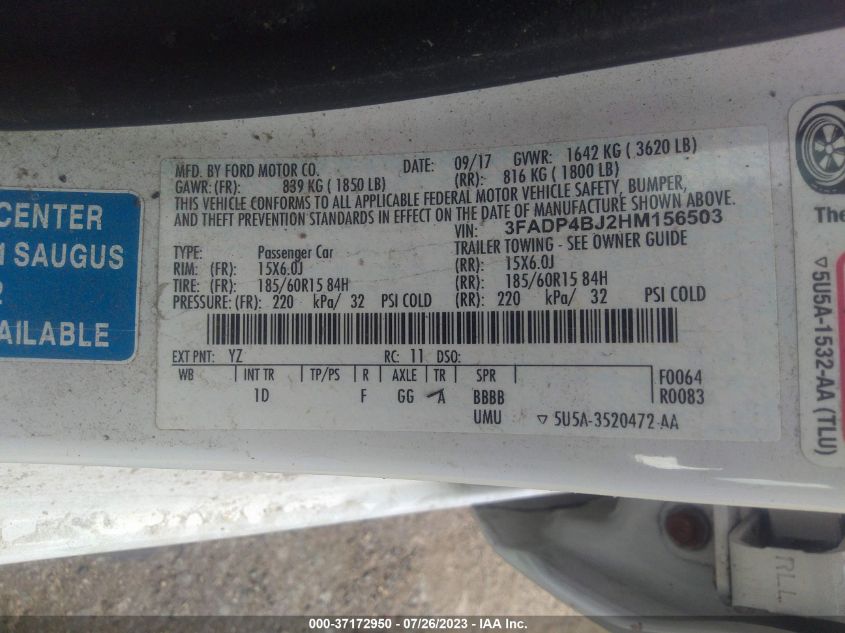 MFD. BY FORD MOTOR CO. DATE: 09/17 GVWR: 1642 KG ( 3620 LB)
GAWR: (FR): 839 KG ( 1850 LB) (RR): 816 KG ( 1800 LB)
THIS VEHICLE CONFORMS TO ALL APPLICABLE FEDERAL MOTOR VEHICLE SAFETY, BUMPER,
AND THEFT PREVENTION STANDARDS IN EFFECT ON THE DATE OF MANUFACTURE SHOWN ABOVE.
VIN: 3FADP4BJ2HM156503
TYPE: Passenger Car TRAILER TOWING - SEE OWNER GUIDE
RIM: (FR): 15X6.0J (RR): 15X6.0J
TIRE: (FR): 185/60R15 84H (RR): 185/60R15 84H
PRESSURE: (FR): 220 kPa/ 32 PSI COLD (RR): 220 kPa/ 32 PSI COLD
EXT PNT: YZ RC: 11 DSO:
WB INT TR TP/PS R AXLE TR SPR F0064
1D F GG A BBBB R0083
UMU ▽ 5U5A-3520472-AA
CENTER
1 SAUGUS
2
AILABLE
The
▽ 5U5A-1532-AA (TLU)
RLL
000-37172950 - 07/26/2023 - IAA Inc.